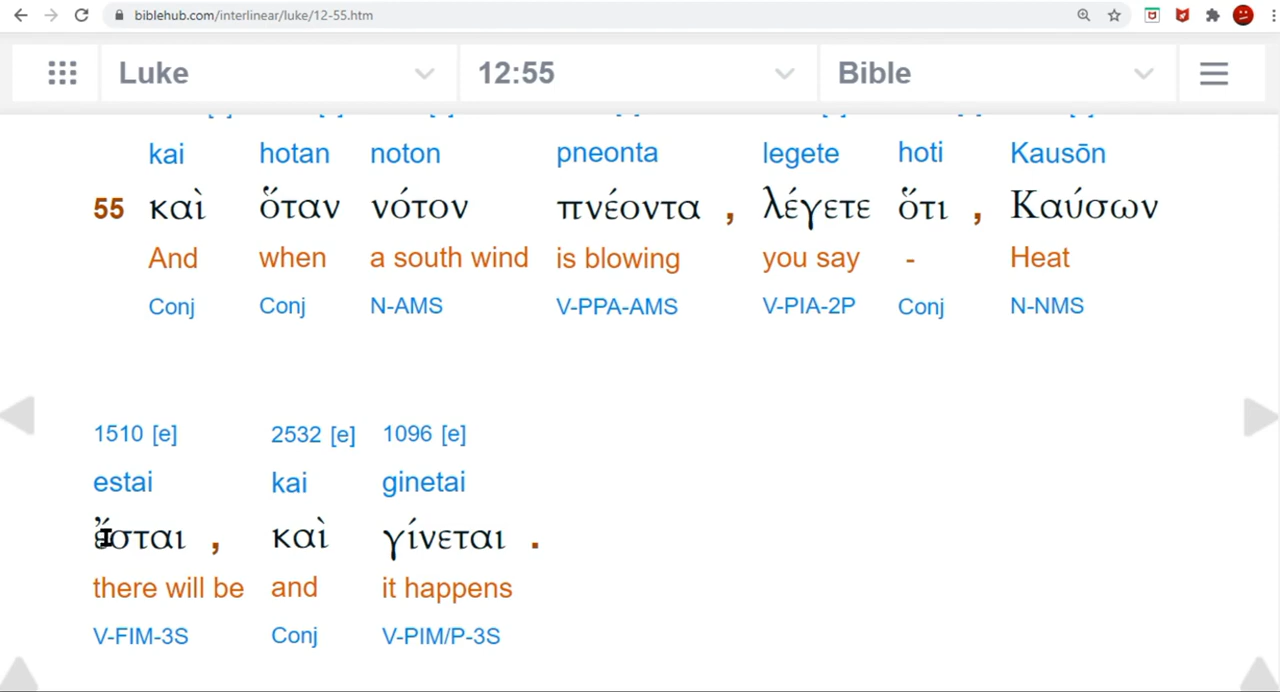 biblehub.com/interlinear/luke/12-55.htm
Luke 12:55 Bible
kai hotan noton pneonta legete hoti Kausōn
55 καὶ ὅταν νότον πνέοντα , λέγετε ὅτι , Καύσων
And when a south wind is blowing you say - Heat
Conj Conj N-AMS V-PPA-AMS V-PIA-2P Conj N-NMS
1510 [e] 2532 [e] 1096 [e]
estai kai ginetai
ἔσται , καὶ γίνεται .
there will be and it happens
V-FIM-3S Conj V-PIM/P-3S